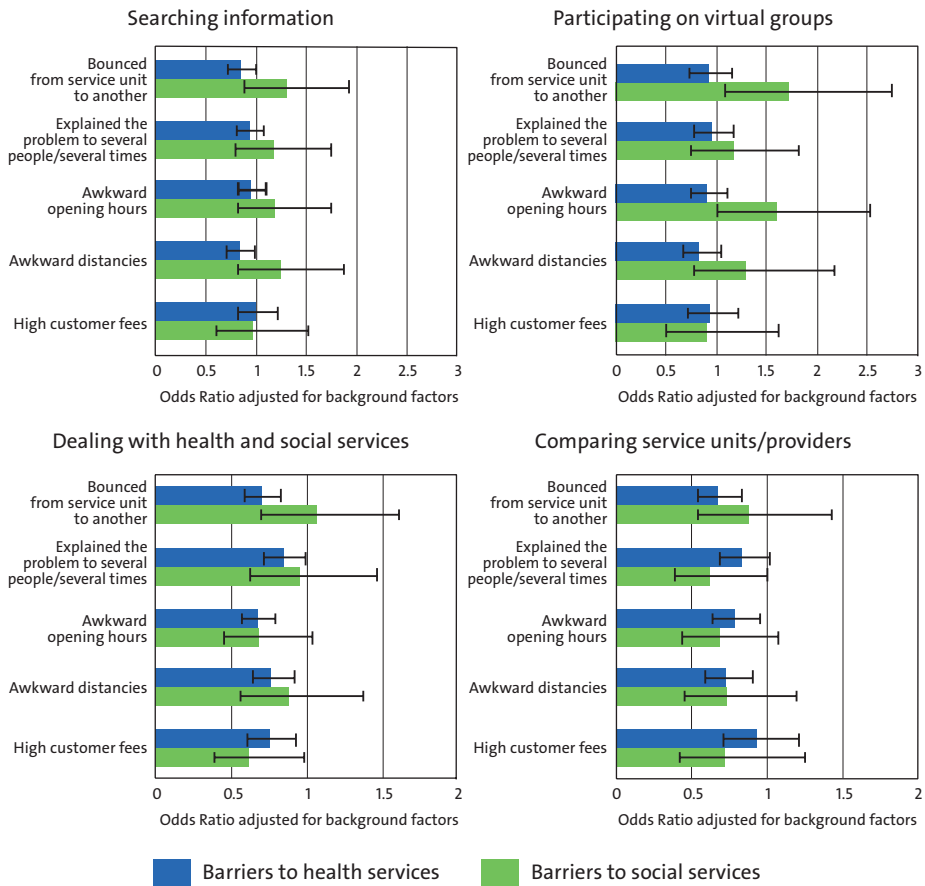 Searching information
Bounced
from service unit
to another
Explained the
problem to several
people/several times
Awkward
opening hours
Awkward distancies
High customer fees
0 0.5 1 1.5 2 2.5 3
Odds Ratio adjusted for background factors
Participating on virtual groups
Bounced
from service unit
to another
Explained the
problem to several
people/several times
Awkward
opening hours
Awkward distancies
High customer fees
0 0.5 1 1.5 2 2.5 3
Odds Ratio adjusted for background factors
Dealing with health and social services
Bounced
from service unit
to another
Explained the
problem to several
people/several times
Awkward
opening hours
Awkward distancies
High customer fees
0 0.5 1 1.5 2
Odds Ratio adjusted for background factors
Comparing service units/providers
Bounced
from service unit
to another
Explained the
problem to several
people/several times
Awkward
opening hours
Awkward distancies
High customer fees
0 0.5 1 1.5 2
Odds Ratio adjusted for background factors
Barriers to health services
Barriers to social services